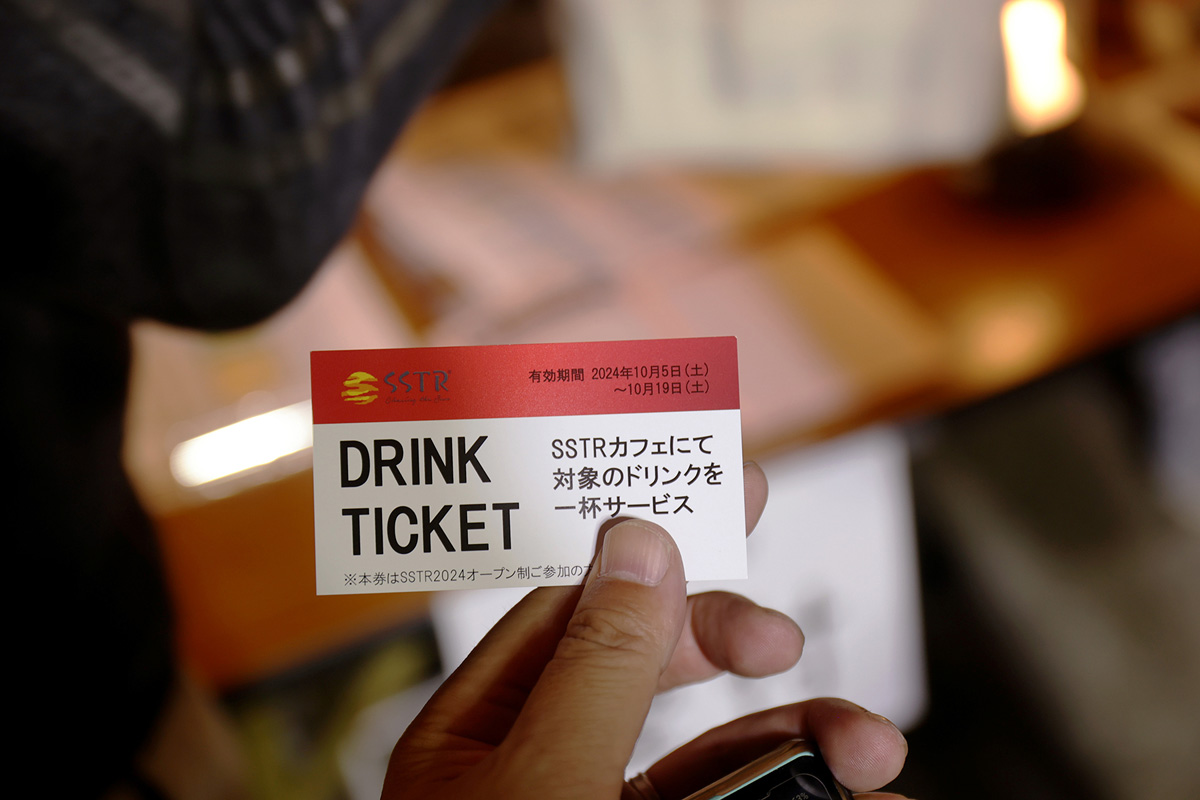 SSTR
有効期間 2024年10月5日(土)
～10月19日(土)
DRINK
TICKET
SSTRカフェにて
対象のドリンクを
一杯サービス
※本券はSSTR2024オープン制ご参加の